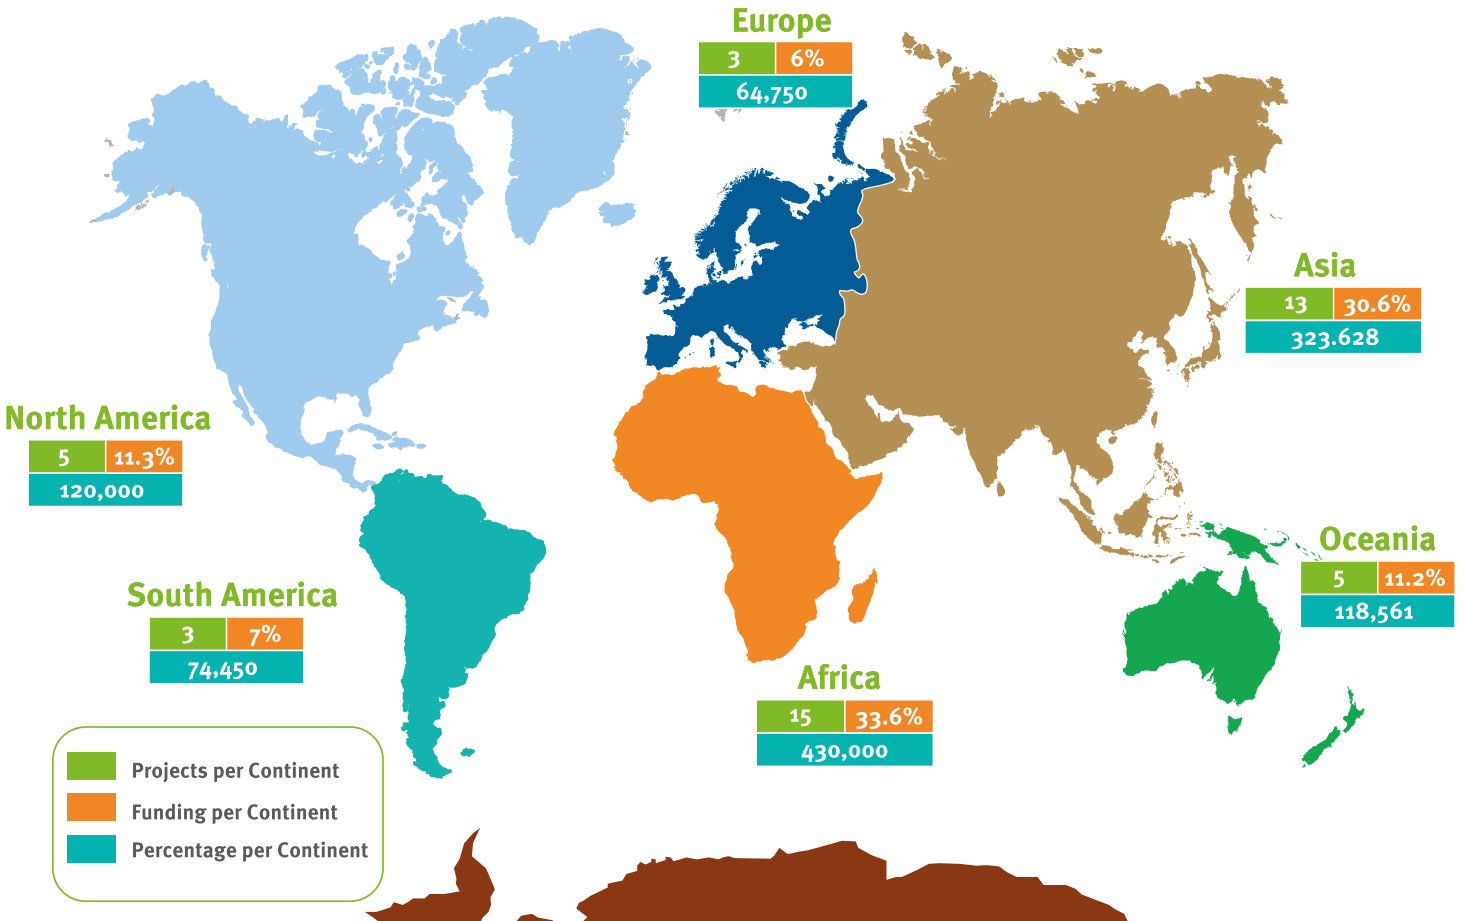 Europe
3 6%
64,750
Asia
13 30.6%
323.628
North America
5 11.3%
120,000
Oceania
5 11.2%
118,561
South America
3 7%
74,450
Africa
15 33.6%
430,000
Projects per Continent
Funding per Continent
Percentage per Continent